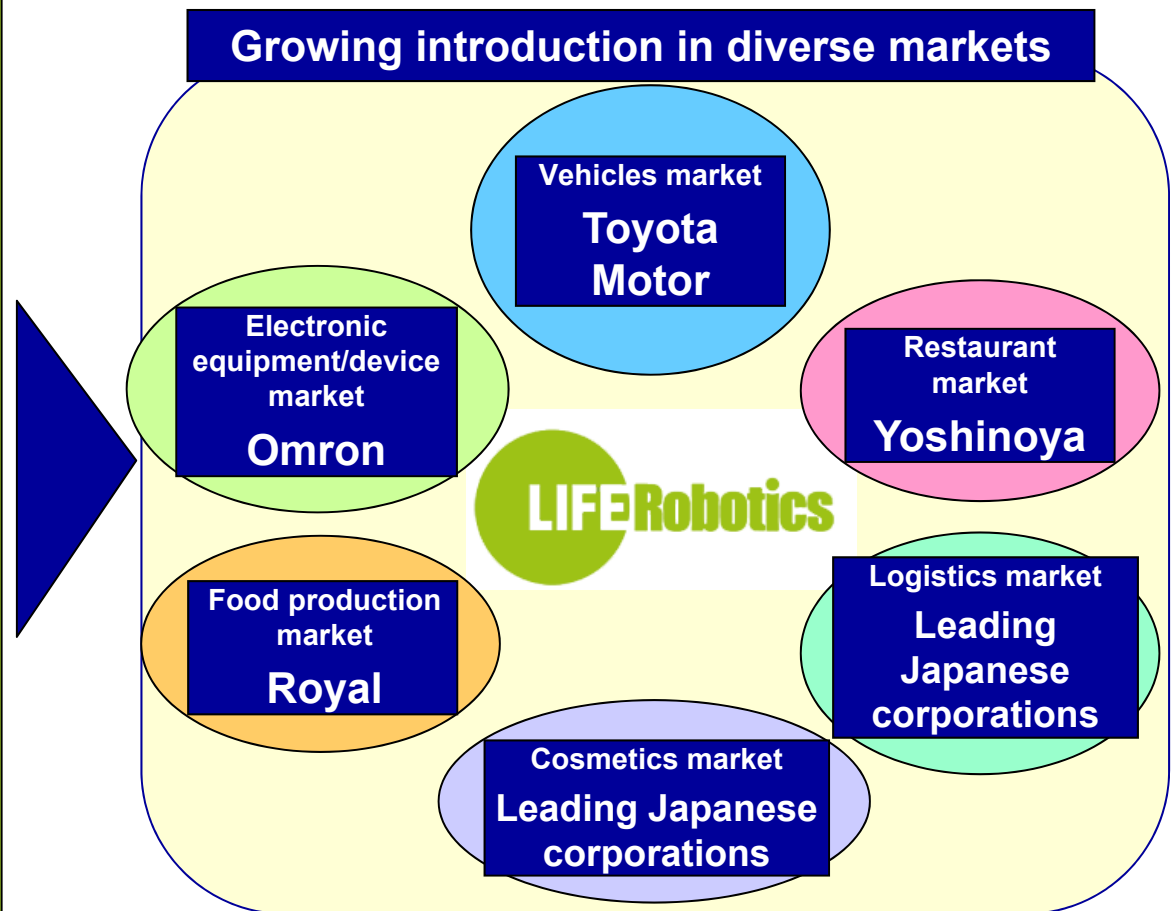 Growing introduction in diverse markets
Vehicles market
Toyota
Motor
Electronic
equipment/device
market
Omron
Restaurant
market
Yoshinoya
LIFERobotics
Food production
market
Royal
Logistics market
Leading
Japanese
corporations
Cosmetics market
Leading Japanese
corporations